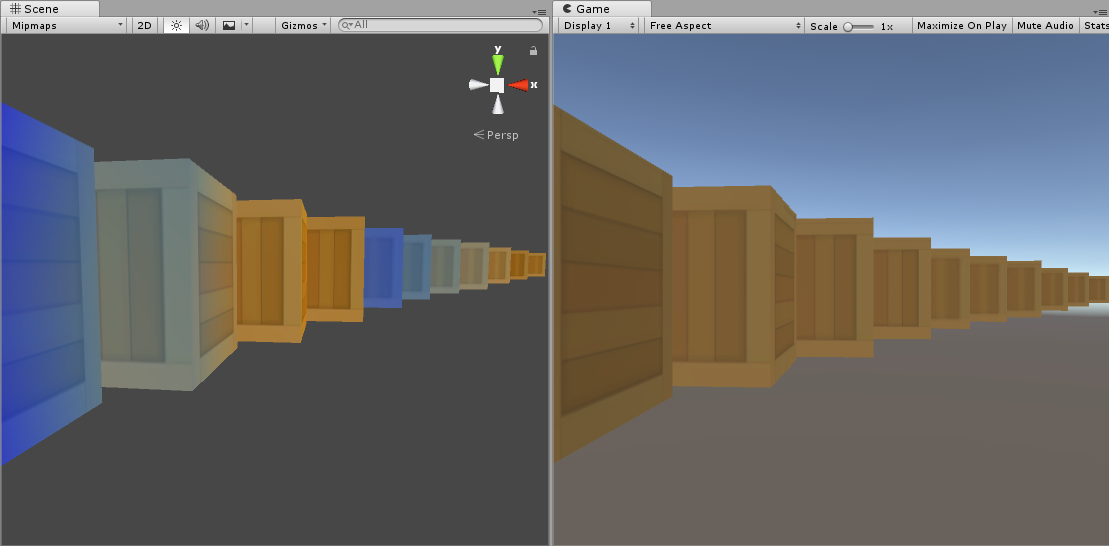 Scene
Game
Mipmaps 2D Gizmos All
Display 1 Free Aspect Scale 1x Maximize On Play Mute Audio Stats
y
x
Persp